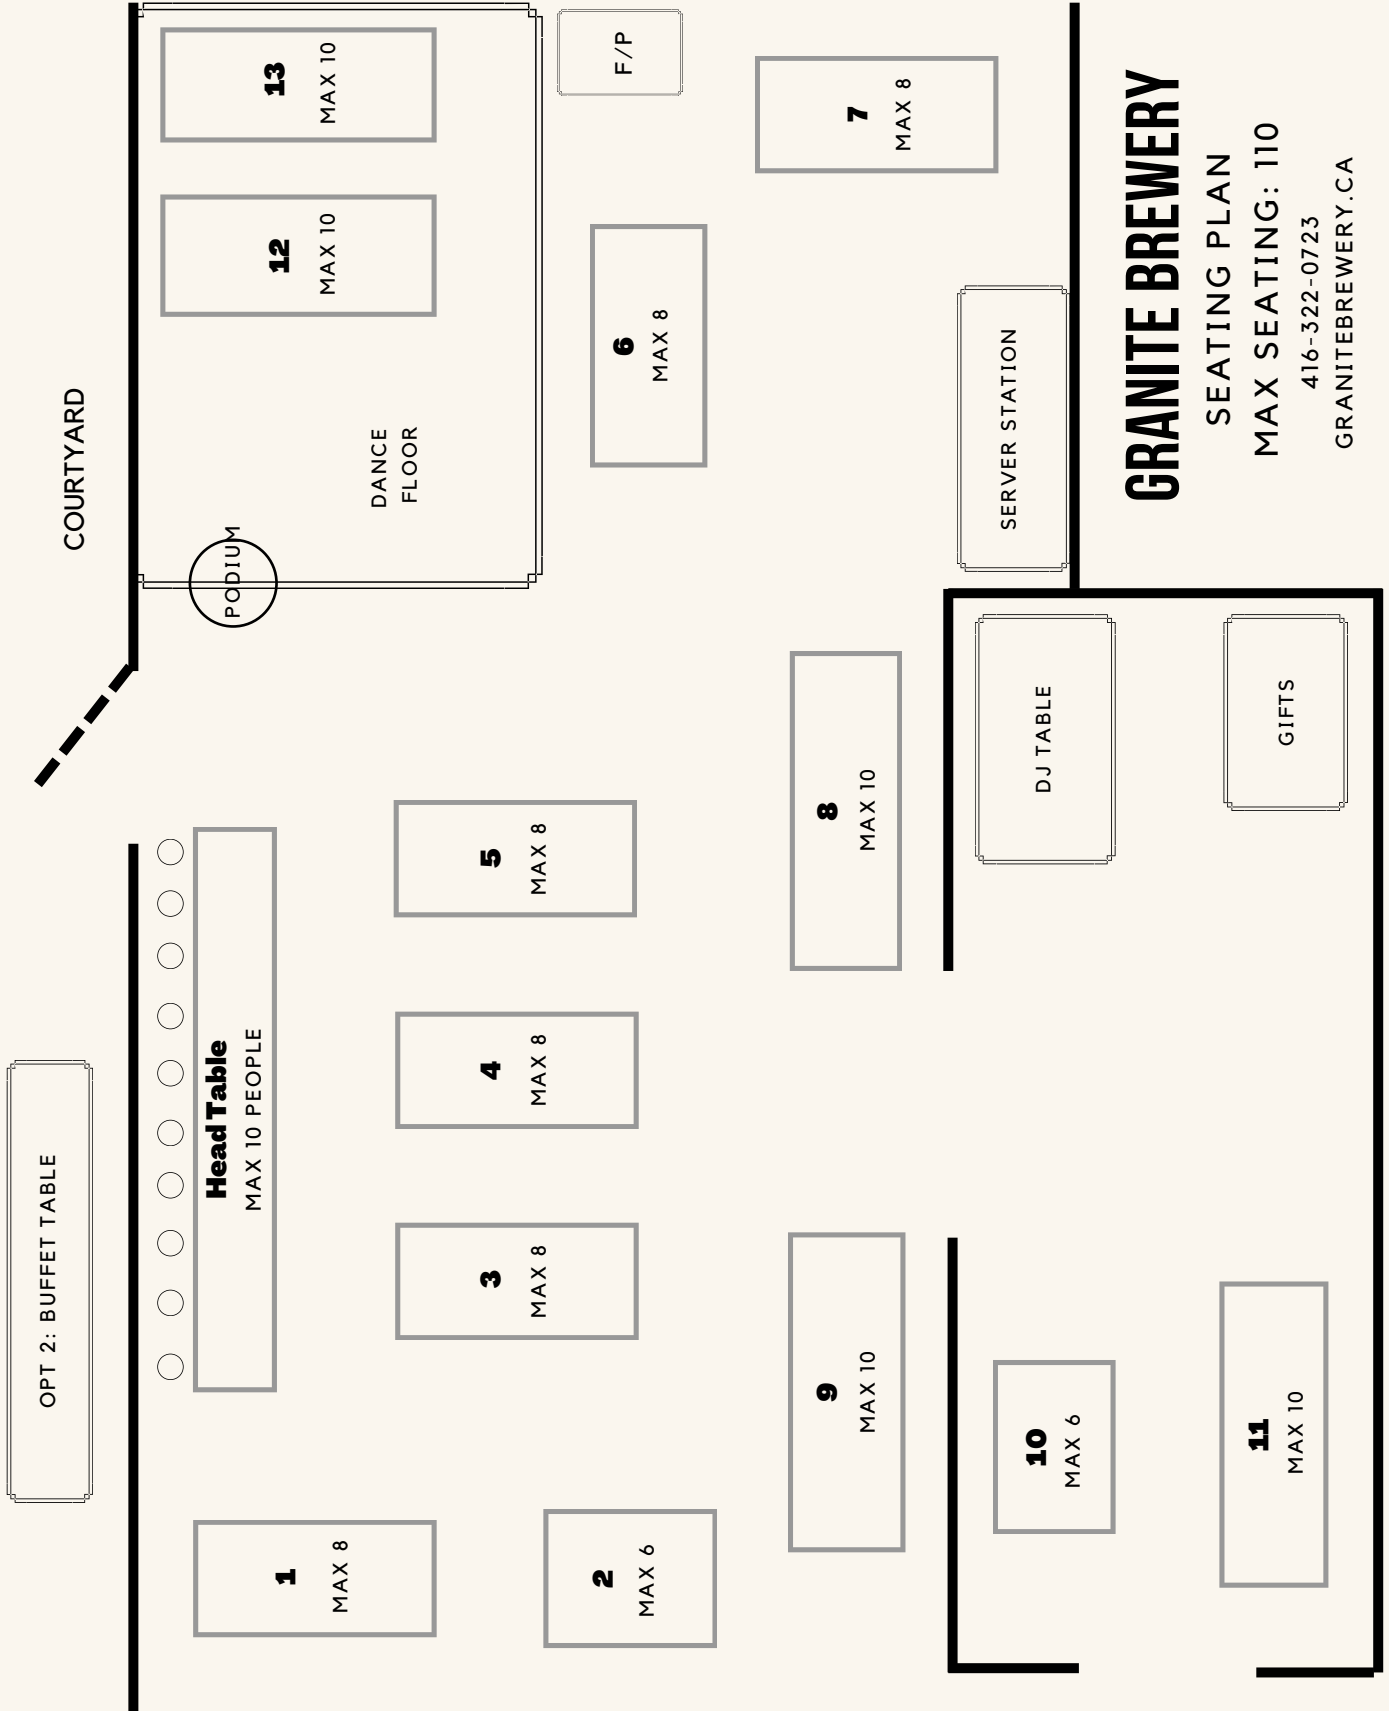 COURTYARD
OPT 2: BUFFET TABLE
13
MAX 10
12
MAX 10
DANCE
FLOOR
PODIUM
Head Table
MAX 10 PEOPLE
1
MAX 8
F/P
6
MAX 8
5
MAX 8
4
MAX 8
3
MAX 8
2
MAX 6
7
MAX 8
8
MAX 10
9
MAX 10
SERVER STATION
DJ TABLE
GIFTS
10
MAX 6
11
MAX 10
GRANITE BREWERY
SEATING PLAN
MAX SEATING: 110
416-322-0723
GRANITEBREWERY.CA